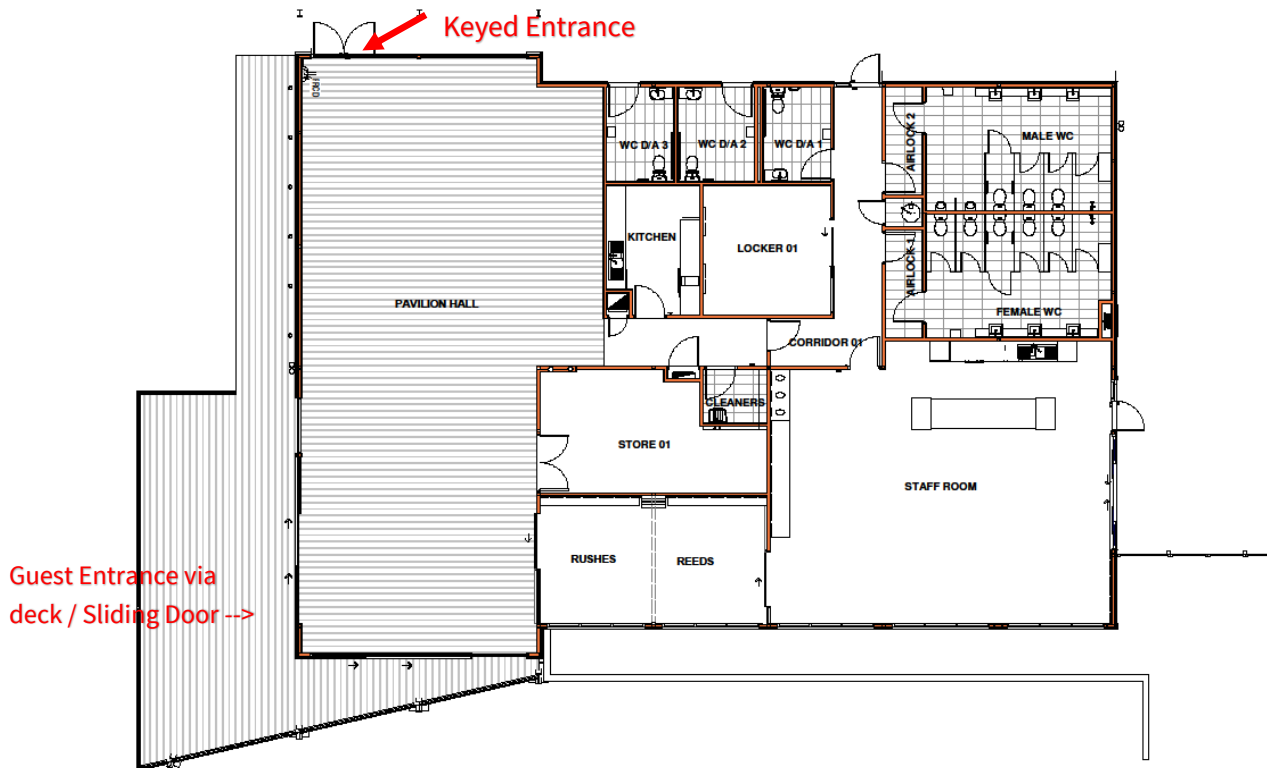 Keyed Entrance
WC D/A 3
WC D/A 2
WC D/A 1
AIRLOCK 2
MALE WC
KITCHEN
LOCKER 01
AIRLOCK-1
PAVILION HALL
FEMALE WC
CORRIDOR 01
CLEANERS
STORE 01
STAFF ROOM
RUSHES
REEDS
Guest Entrance via
deck / Sliding Door -->